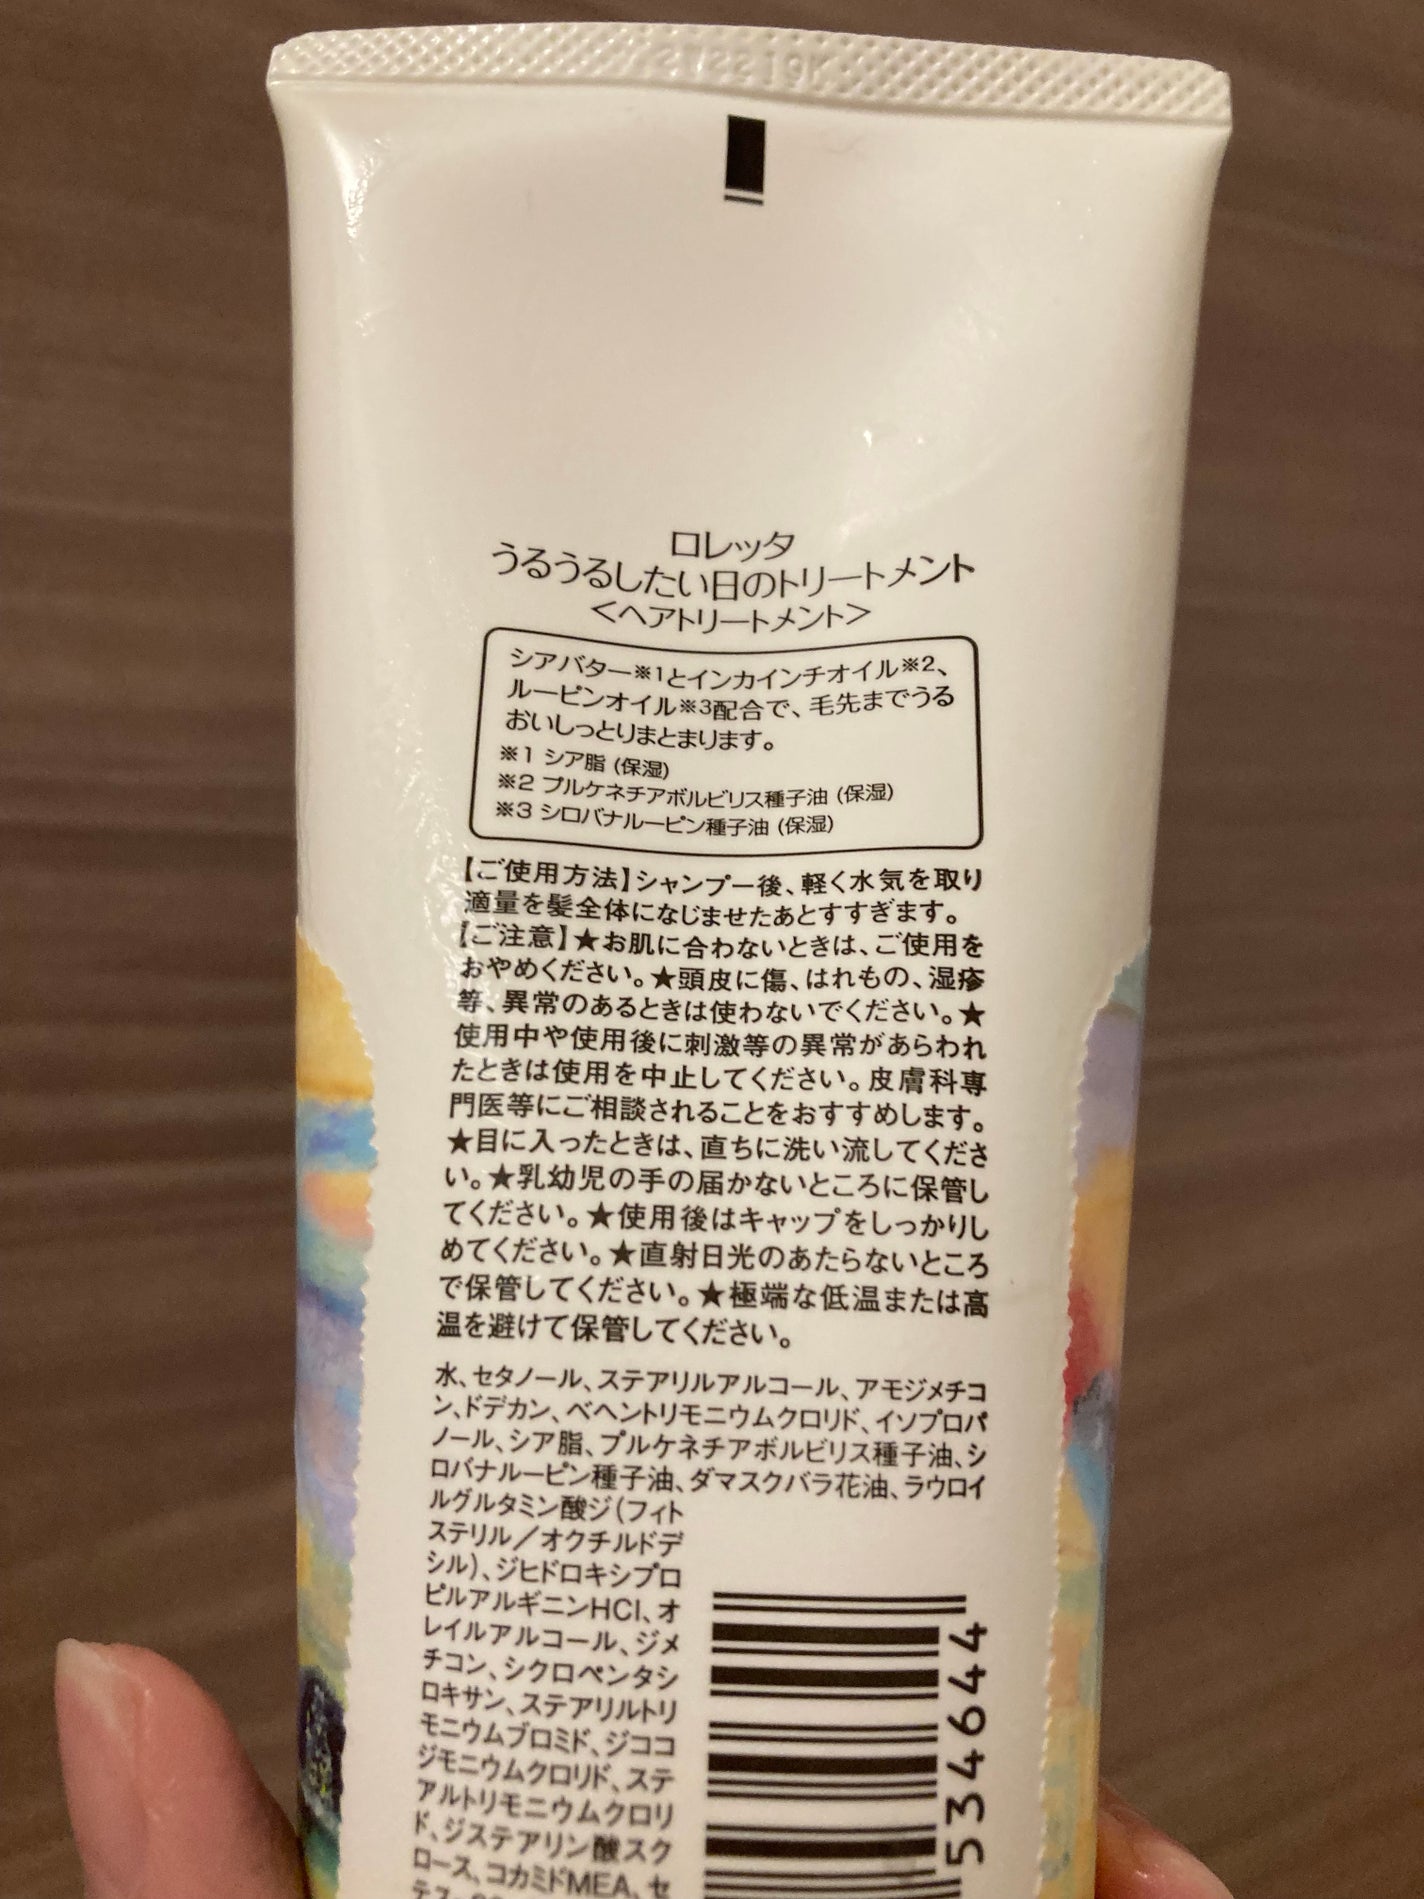 ロレッタ
うるうるしたい日のトリートメント
<ヘアトリートメント>
シアバター※1とインカインチオイル※2、
ルーピンオイル※3配合で、毛先までうる
おいしっとりまとまります。
※1 シア脂 (保湿)
※2 プルケネチアボルビリス種子油 (保湿)
※3 シロバナルーピン種子油 (保湿)
【ご使用方法】シャンプー後、軽く水気を取り
適量を髪全体になじませたあとすすぎます。
【ご注意】★お肌に合わないときは、ご使用を
おやめください。★頭皮に傷、はれもの、湿疹
等、異常のあるときは使わないでください。★
使用中や使用後に刺激等の異常があらわれ
たときは使用を中止してください。皮膚科専
門医等にご相談されることをおすすめします。
★目に入ったときは、直ちに洗い流してくださ
い。★乳幼児の手の届かないところに保管し
てください。★使用後はキャップをしっかりし
めてください。★直射日光のあたらないところ
で保管してください。★極端な低温または高
温を避けて保管してください。
水、セタノール、ステアリルアルコール、アモジメチコ
ン、ドデカン、ベヘントリモニウムクロリド、イソプロパ
ノール、シア脂、プルケネチアボルビリス種子油、シ
ロバナルーピン種子油、ダマスクバラ花油、ラウロイ
ルグルタミン酸ジ(フィト
ステリル／オクチルドデ
シル)、ジヒドロキシプロ
ピルアルギニンHCl、オ
レイルアルコール、ジメ
チコン、シクロペンタシ
ロキサン、ステアリルトリ
モニウムブロミド、ジココ
ジモニウムクロリド、ステ
アルトリモニウムクロリ
ド、ジステアリン酸スク
ロース、コカミドMEA、セ
534644